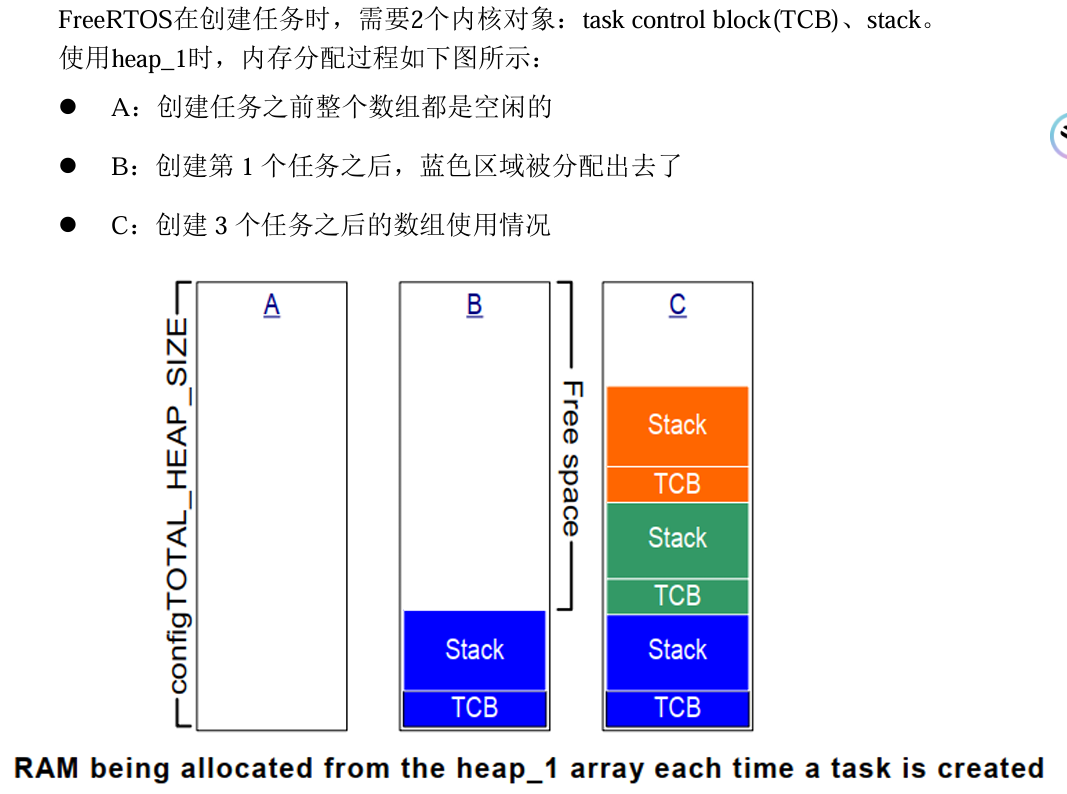 FreeRTOS在创建任务时，需要2个内核对象：task control block(TCB)、stack。
使用heap_1时，内存分配过程如下图所示：
● A：创建任务之前整个数组都是空闲的
● B：创建第 1 个任务之后，蓝色区域被分配出去了
● C：创建 3 个任务之后的数组使用情况
configTOTAL_HEAP_SIZE
A
B
Free space
Stack
TCB
C
Stack
TCB
Stack
TCB
Stack
TCB
RAM being allocated from the heap_1 array each time a task is created